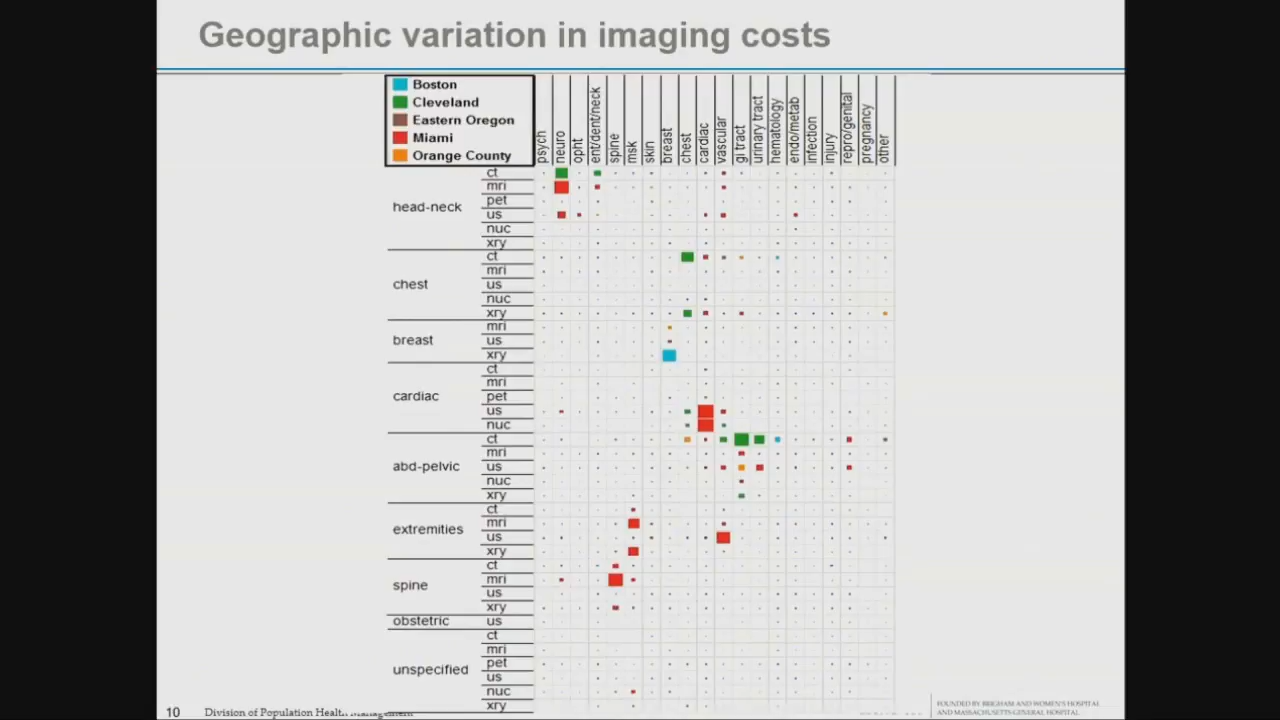 Geographic variation in imaging costs
Boston
Cleveland
Eastern Oregon
Miami
Orange County
psych
neuro
opht
ent/dent/neck
spine
msk
skin
breast
chest
cardiac
vascular
gi tract
urinary tract
hematology
endo/metab
infection
injury
repro/genital
pregnancy
other
head-neck
ct
mri
pet
us
nuc
xry
chest
ct
mri
us
nuc
xry
breast
mri
us
xry
cardiac
ct
mri
pet
us
nuc
abd-pelvic
ct
mri
us
nuc
xry
extremities
ct
mri
us
xry
spine
ct
mri
us
xry
obstetric
us
unspecified
ct
mri
pet
us
nuc
xry
10
Division of Population Health Management
FOUNDED BY BRIGHAM AND WOMEN'S HOSPITAL
AND MASSACHUSETTS GENERAL HOSPITAL